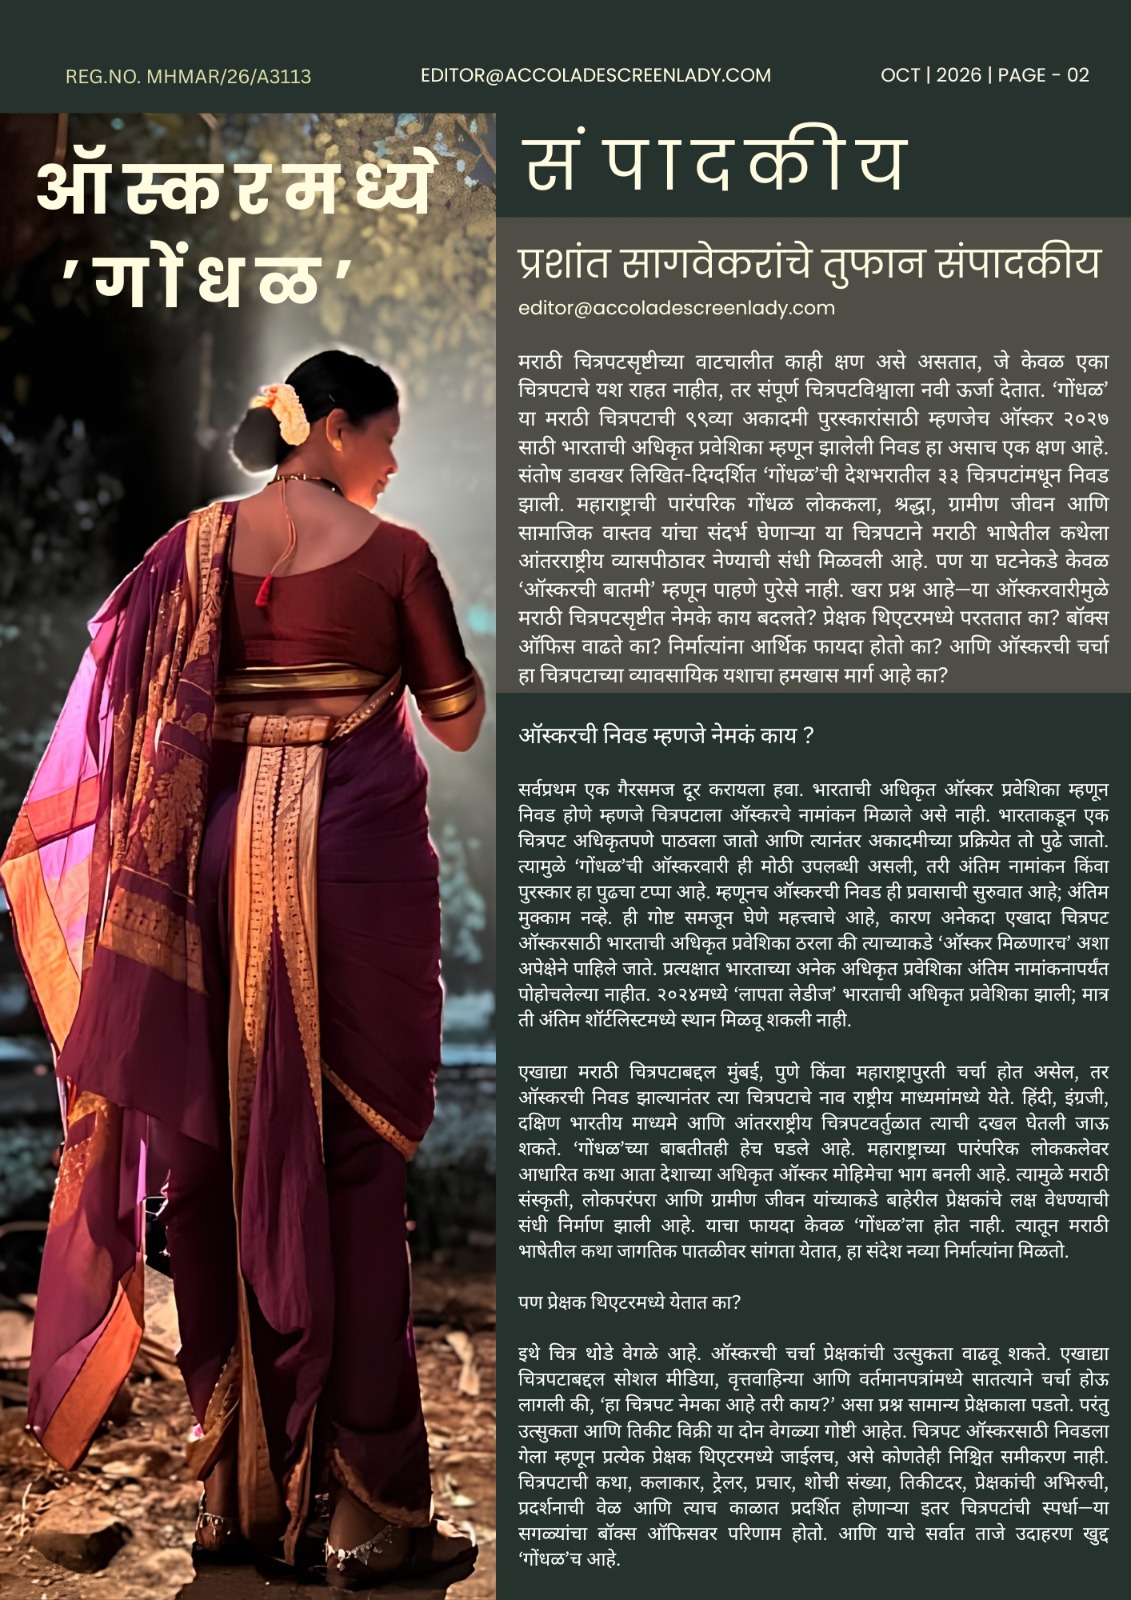 REG.NO. MHMAR/26/A3113
EDITOR@ACCOLADESCREENLADY.COM
OCT | 2026 | PAGE - 02
ऑस्करमध्ये
’गोंधळ’
संपादकीय
प्रशांत सागवेकरांचे तुफान संपादकीय
editor@accoladescreenlady.com
मराठी चित्रपटसृष्टीच्या वाटचालीत काही क्षण असे असतात, जे केवळ एका
चित्रपटाचे यश राहत नाहीत, तर संपूर्ण चित्रपटविश्वाला नवी ऊर्जा देतात. ‘गोंधळ’
या मराठी चित्रपटाची ९९व्या अकादमी पुरस्कारांसाठी म्हणजेच ऑस्कर २०२७
साठी भारताची अधिकृत प्रवेशिका म्हणून झालेली निवड हा असाच एक क्षण आहे.
संतोष डावखर लिखित-दिग्दर्शित ‘गोंधळ’ची देशभरातील ३३ चित्रपटांमधून निवड
झाली. महाराष्ट्राची पारंपरिक गोंधळ लोककला, श्रद्धा, ग्रामीण जीवन आणि
सामाजिक वास्तव यांचा संदर्भ घेणाऱ्या या चित्रपटाने मराठी भाषेतील कथेला
आंतरराष्ट्रीय व्यासपीठावर नेण्याची संधी मिळवली आहे. पण या घटनेकडे केवळ
‘ऑस्करची बातमी’ म्हणून पाहणे पुरेसे नाही. खरा प्रश्न आहे—या ऑस्करवारीमुळे
मराठी चित्रपटसृष्टीत नेमके काय बदलते? प्रेक्षक थिएटरमध्ये परततात का? बॉक्स
ऑफिस वाढते का? निर्मात्यांना आर्थिक फायदा होतो का? आणि ऑस्करची चर्चा
हा चित्रपटाच्या व्यावसायिक यशाचा हमखास मार्ग आहे का?
ऑस्करची निवड म्हणजे नेमकं काय ?
सर्वप्रथम एक गैरसमज दूर करायला हवा. भारताची अधिकृत ऑस्कर प्रवेशिका म्हणून
निवड होणे म्हणजे चित्रपटाला ऑस्करचे नामांकन मिळाले असे नाही. भारताकडून एक
चित्रपट अधिकृतपणे पाठवला जातो आणि त्यानंतर अकादमीच्या प्रक्रियेत तो पुढे जातो.
त्यामुळे ‘गोंधळ’ची ऑस्करवारी ही मोठी उपलब्धी असली, तरी अंतिम नामांकन किंवा
पुरस्कार हा पुढचा टप्पा आहे. म्हणूनच ऑस्करची निवड ही प्रवासाची सुरुवात आहे; अंतिम
मुक्काम नव्हे. ही गोष्ट समजून घेणे महत्त्वाचे आहे, कारण अनेकदा एखादा चित्रपट
ऑस्करसाठी भारताची अधिकृत प्रवेशिका ठरला की त्याच्याकडे ‘ऑस्कर मिळणारच’ अशा
अपेक्षेने पाहिले जाते. प्रत्यक्षात भारताच्या अनेक अधिकृत प्रवेशिका अंतिम नामांकनापर्यंत
पोहोचलेल्या नाहीत. २०२४मध्ये ‘लापता लेडीज’ भारताची अधिकृत प्रवेशिका झाली; मात्र
ती अंतिम शॉर्टलिस्टमध्ये स्थान मिळवू शकली नाही.
एखाद्या मराठी चित्रपटाबद्दल मुंबई, पुणे किंवा महाराष्ट्रापुरती चर्चा होत असेल, तर
ऑस्करची निवड झाल्यानंतर त्या चित्रपटाचे नाव राष्ट्रीय माध्यमांमध्ये येते. हिंदी, इंग्रजी,
दक्षिण भारतीय माध्यमे आणि आंतरराष्ट्रीय चित्रपटवर्तुळात त्याची दखल घेतली जाऊ
शकते. ‘गोंधळ’च्या बाबतीतही हेच घडले आहे. महाराष्ट्राच्या पारंपरिक लोककलेवर
आधारित कथा आता देशाच्या अधिकृत ऑस्कर मोहिमेचा भाग बनली आहे. त्यामुळे मराठी
संस्कृती, लोकपरंपरा आणि ग्रामीण जीवन यांच्याकडे बाहेरील प्रेक्षकांचे लक्ष वेधण्याची
संधी निर्माण झाली आहे. याचा फायदा केवळ ‘गोंधळ’ला होत नाही. त्यातून मराठी
भाषेतील कथा जागतिक पातळीवर सांगता येतात, हा संदेश नव्या निर्मात्यांना मिळतो.
पण प्रेक्षक थिएटरमध्ये येतात का?
इथे चित्र थोडे वेगळे आहे. ऑस्करची चर्चा प्रेक्षकांची उत्सुकता वाढवू शकते. एखाद्या
चित्रपटाबद्दल सोशल मीडिया, वृत्तवाहिन्या आणि वर्तमानपत्रांमध्ये सातत्याने चर्चा होऊ
लागली की, ‘हा चित्रपट नेमका आहे तरी काय?’ असा प्रश्न सामान्य प्रेक्षकाला पडतो. परंतु
उत्सुकता आणि तिकीट विक्री या दोन वेगळ्या गोष्टी आहेत. चित्रपट ऑस्करसाठी निवडला
गेला म्हणून प्रत्येक प्रेक्षक थिएटरमध्ये जाईलच, असे कोणतेही निश्चित समीकरण नाही.
चित्रपटाची कथा, कलाकार, ट्रेलर, प्रचार, शोची संख्या, तिकीटदर, प्रेक्षकांची अभिरुची,
प्रदर्शनाची वेळ आणि त्याच काळात प्रदर्शित होणाऱ्या इतर चित्रपटांची स्पर्धा—या
सगळ्यांचा बॉक्स ऑफिसवर परिणाम होतो. आणि याचे सर्वात ताजे उदाहरण खुद्द
‘गोंधळ’च आहे.